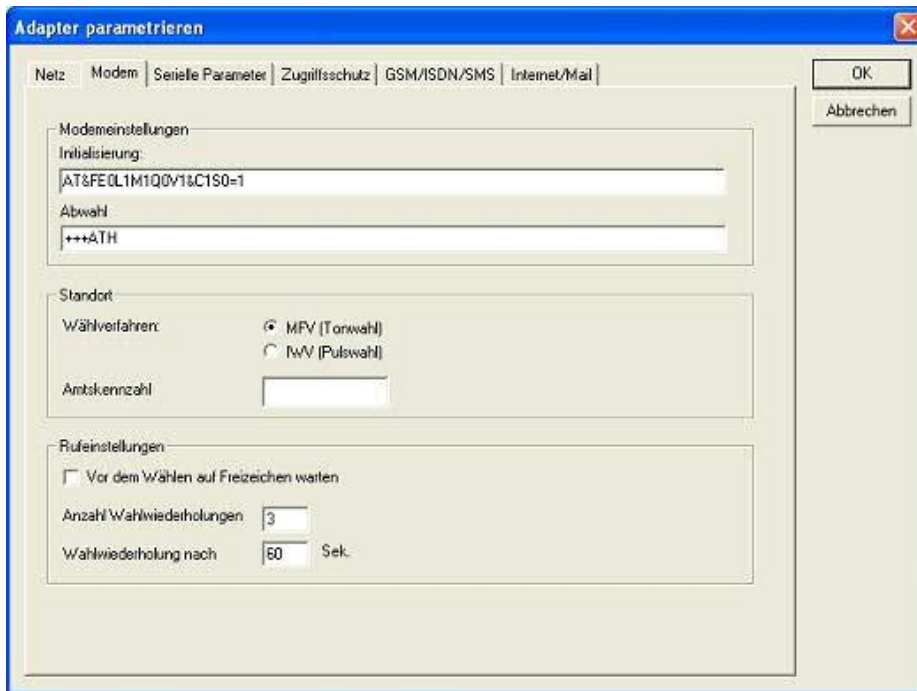 Adapter parametrieren
Netz Modem Serielle Parameter Zugriffsschutz GSM/ISDN/SMS Internet/Mail
OK
Abbrechen
Modemeinstellungen
Initialisierung:
AT&FE0L1M1Q0V1&C1S0=1
Abwahl
+++ATH
Standort
Wählverfahren:
MFV (Tonwahl)
IWV (Pulswahl)
Amtskennzahl
Rufeinstellungen
Vor dem Wählen auf Freizeichen warten
Anzahl Wahlwiederholungen 3
Wahlwiederholung nach 60 Sek.